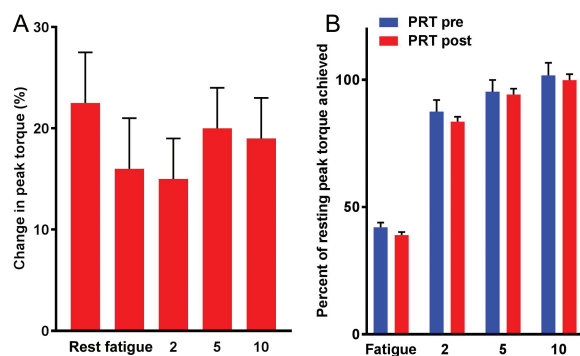 A
Change in peak torque (%)
30
20
10
0
Rest fatigue 2 5 10
B
PRT pre
PRT post
Percent of resting peak torque achieved
100
50
0
Fatigue 2 5 10